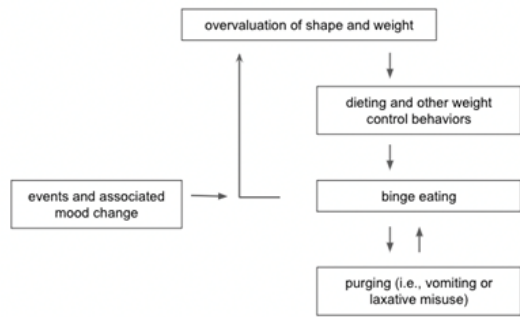 overvaluation of shape and weight
dieting and other weight
control behaviors
events and associated
mood change
binge eating
purging (i.e., vomiting or
laxative misuse)